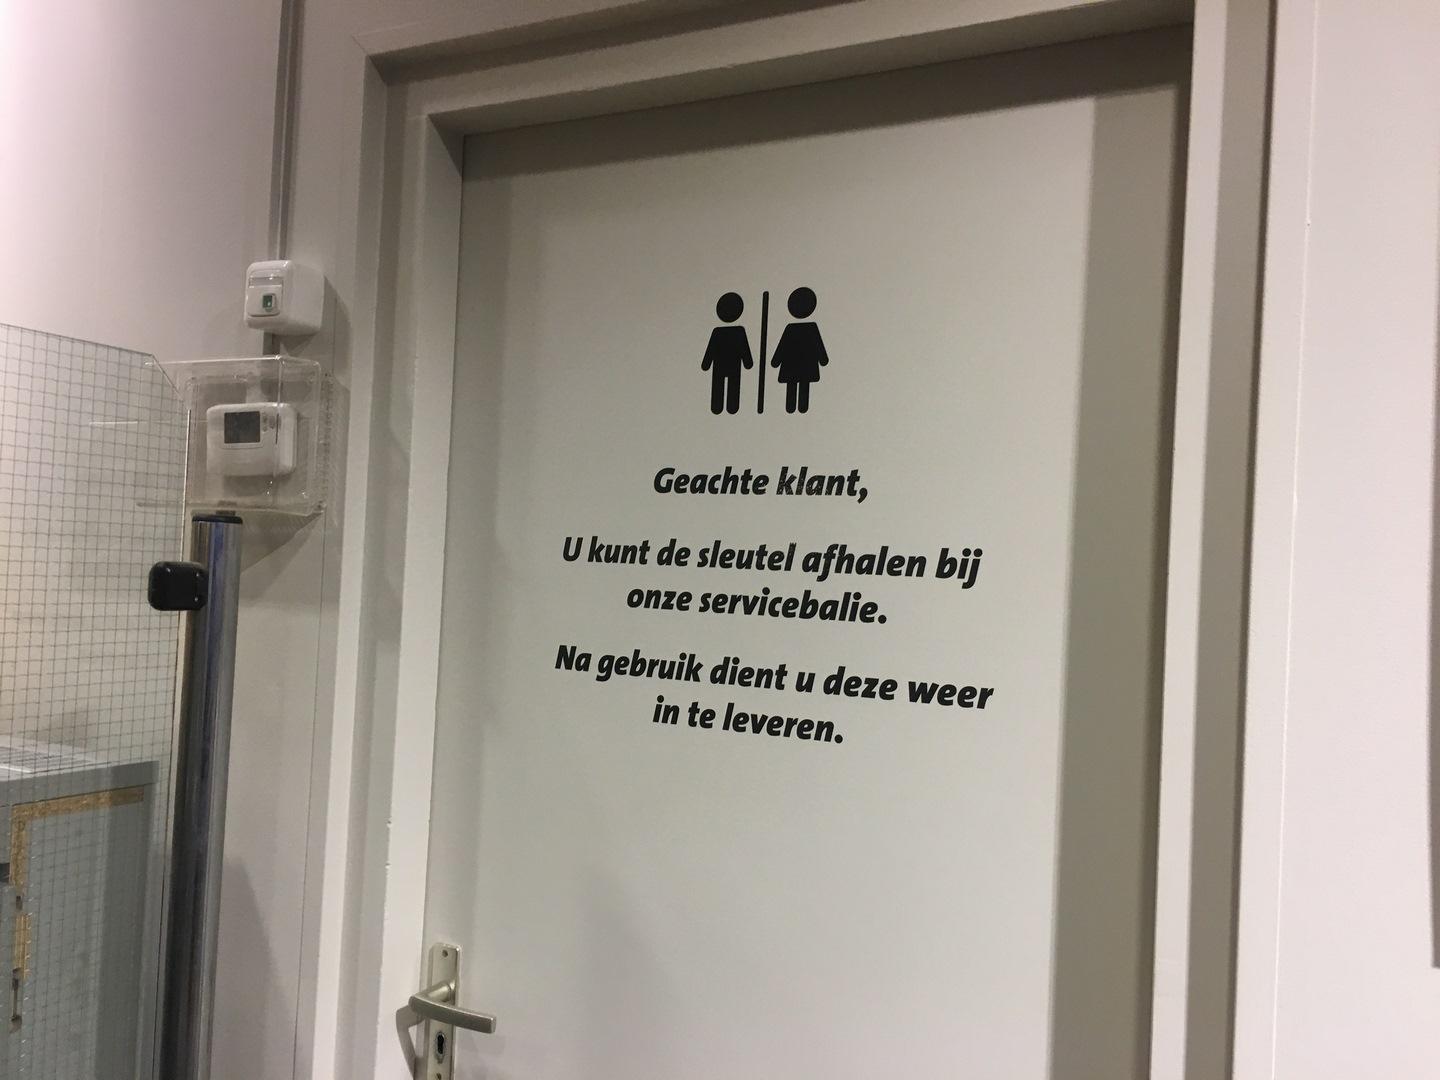 Geachte klant,
U kunt de sleutel afhalen bij
onze servicebalie.
Na gebruik dient u deze weer
in te leveren.